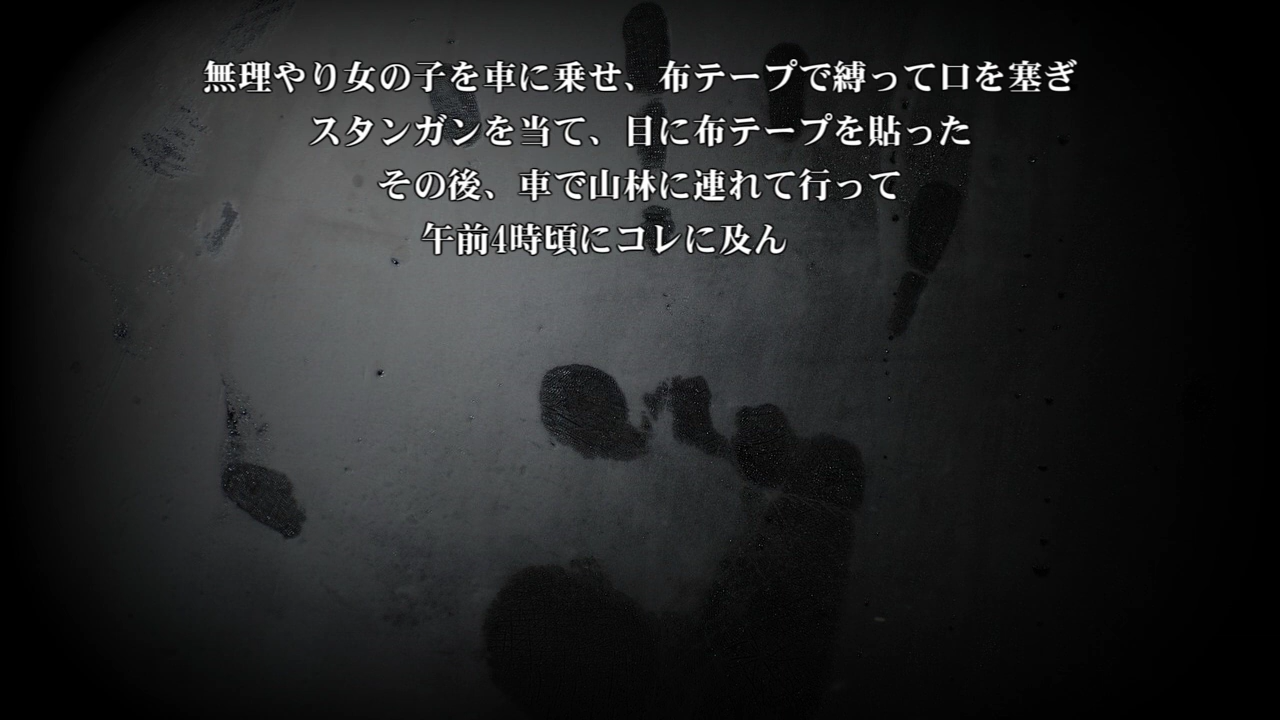 無理やり女の子を車に乗せ、布テープで縛って口を塞ぎ
スタンガンを当て、目に布テープを貼った
その後、車で山林に連れて行って
午前4時頃にコレに及ん